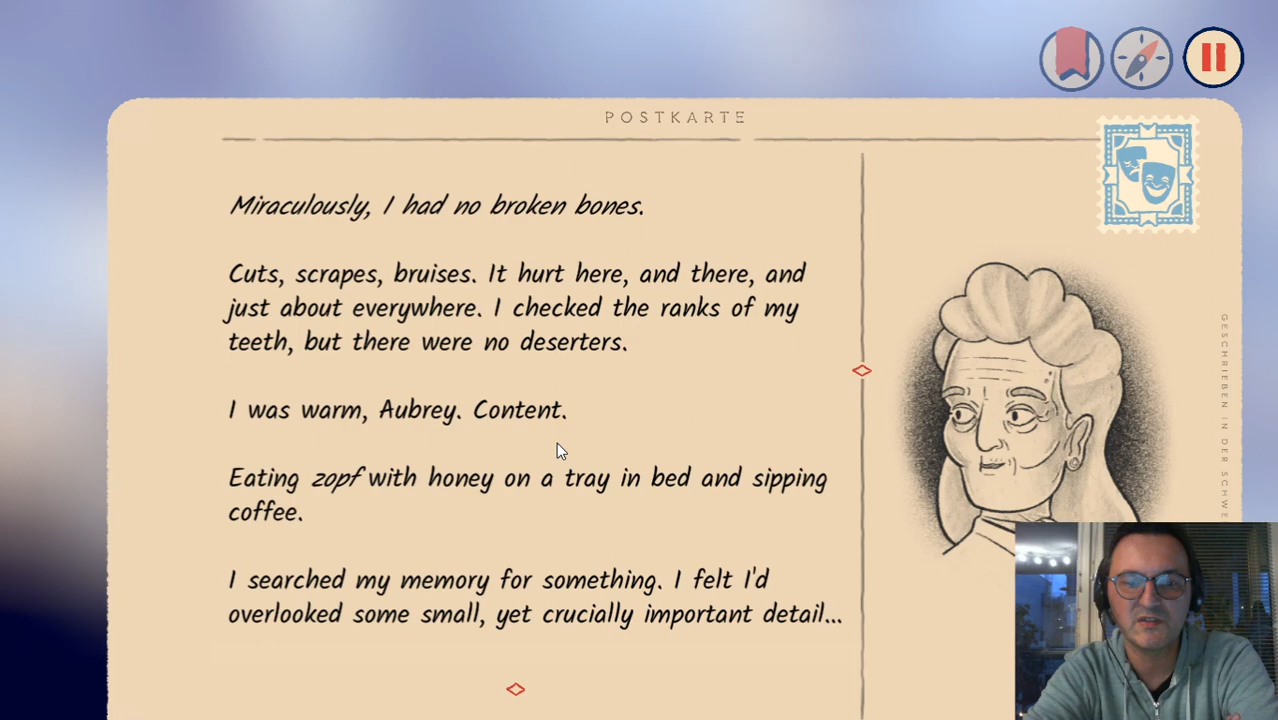 POSTKARTE
Miraculously, I had no broken bones.
Cuts, scrapes, bruises. It hurt here, and there, and
just about everywhere. I checked the ranks of my
teeth, but there were no deserters.
I was warm, Aubrey. Content.
Eating zopf with honey on a tray in bed and sipping
coffee.
I searched my memory for something. I felt I'd
overlooked some small, yet crucially important detail...
GESCHRIEBEN IN DER SCHWE